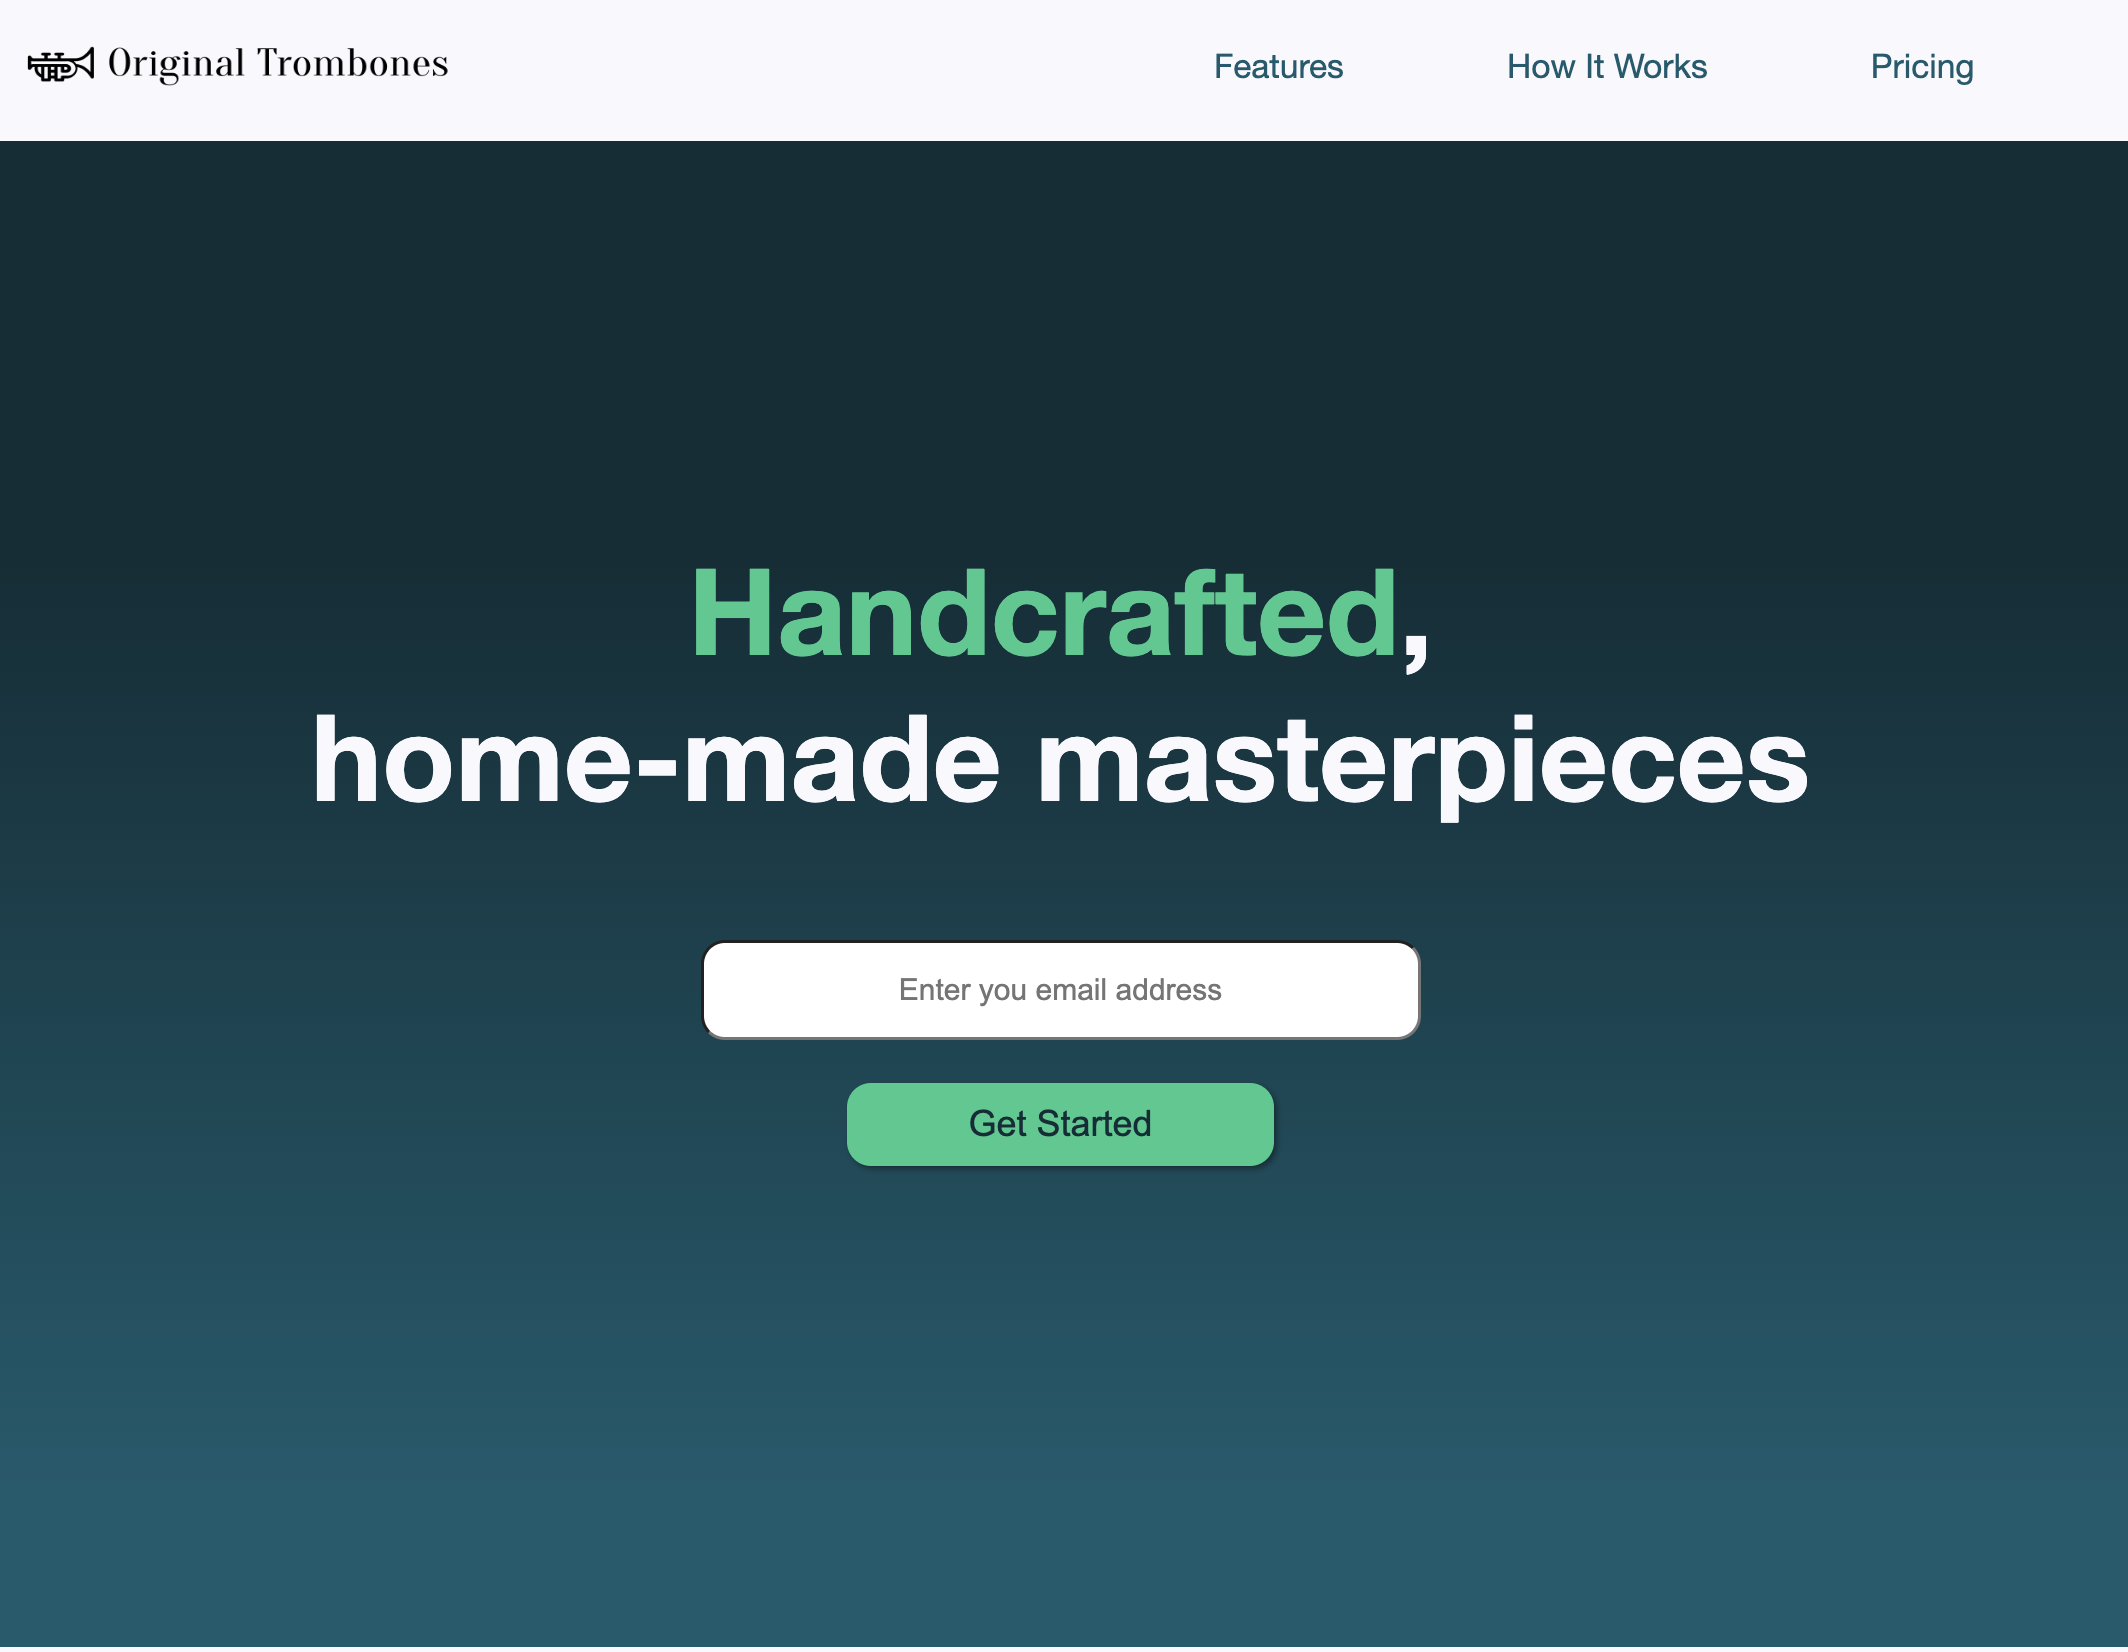 Original Trombones
Features
How It Works
Pricing
Handcrafted,
home-made masterpieces
Enter you email address
Get Started